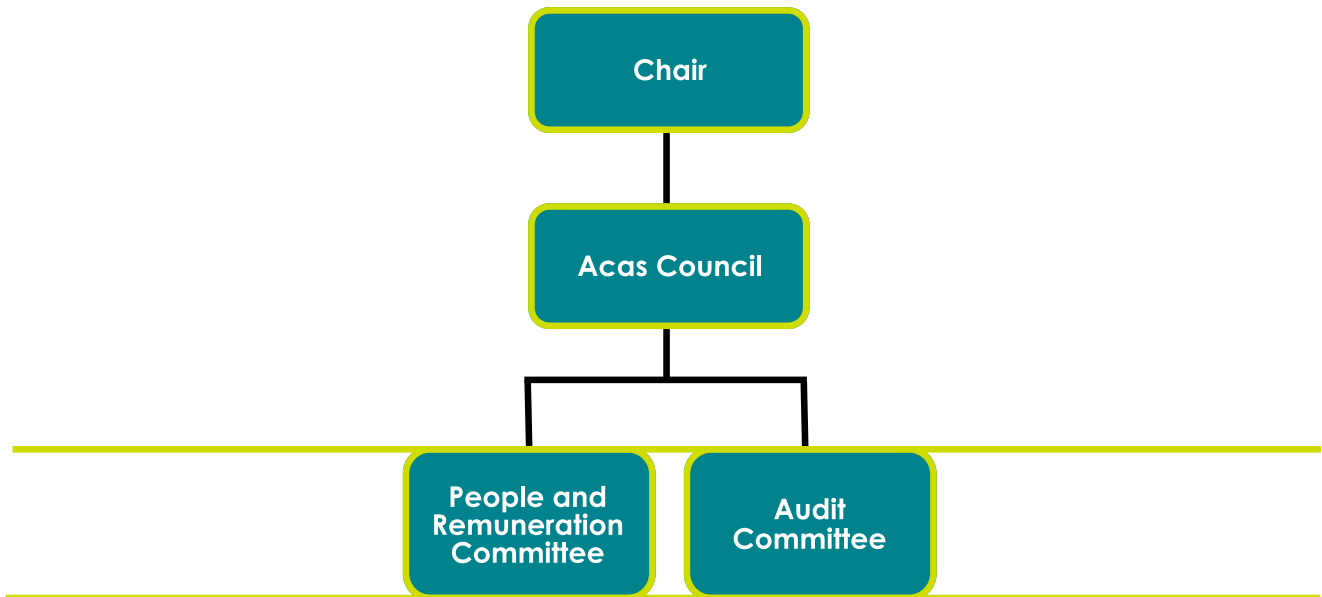 Chair
Acas Council
People and
Remuneration
Committee
Audit
Committee